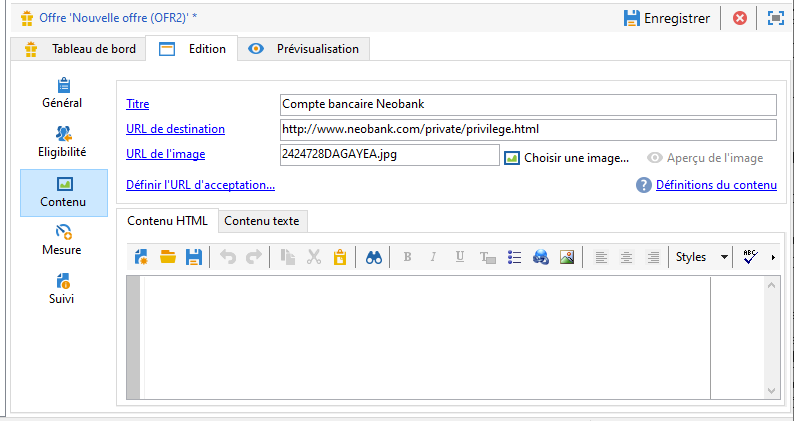 Offre 'Nouvelle offre (OFR2)' *
Enregistrer
Tableau de bord
Edition
Prévisualisation
Général
Eligibilité
Contenu
Mesure
Suivi
Titre
Compte bancaire Neobank
URL de destination
http://www.neobank.com/private/privilege.html
URL de l'image
2424728DAGAYEA.jpg
Choisir une image...
Aperçu de l'image
Définir l'URL d'acceptation...
Définitions du contenu
Contenu HTML
Contenu texte
B I U T
Styles
ABC